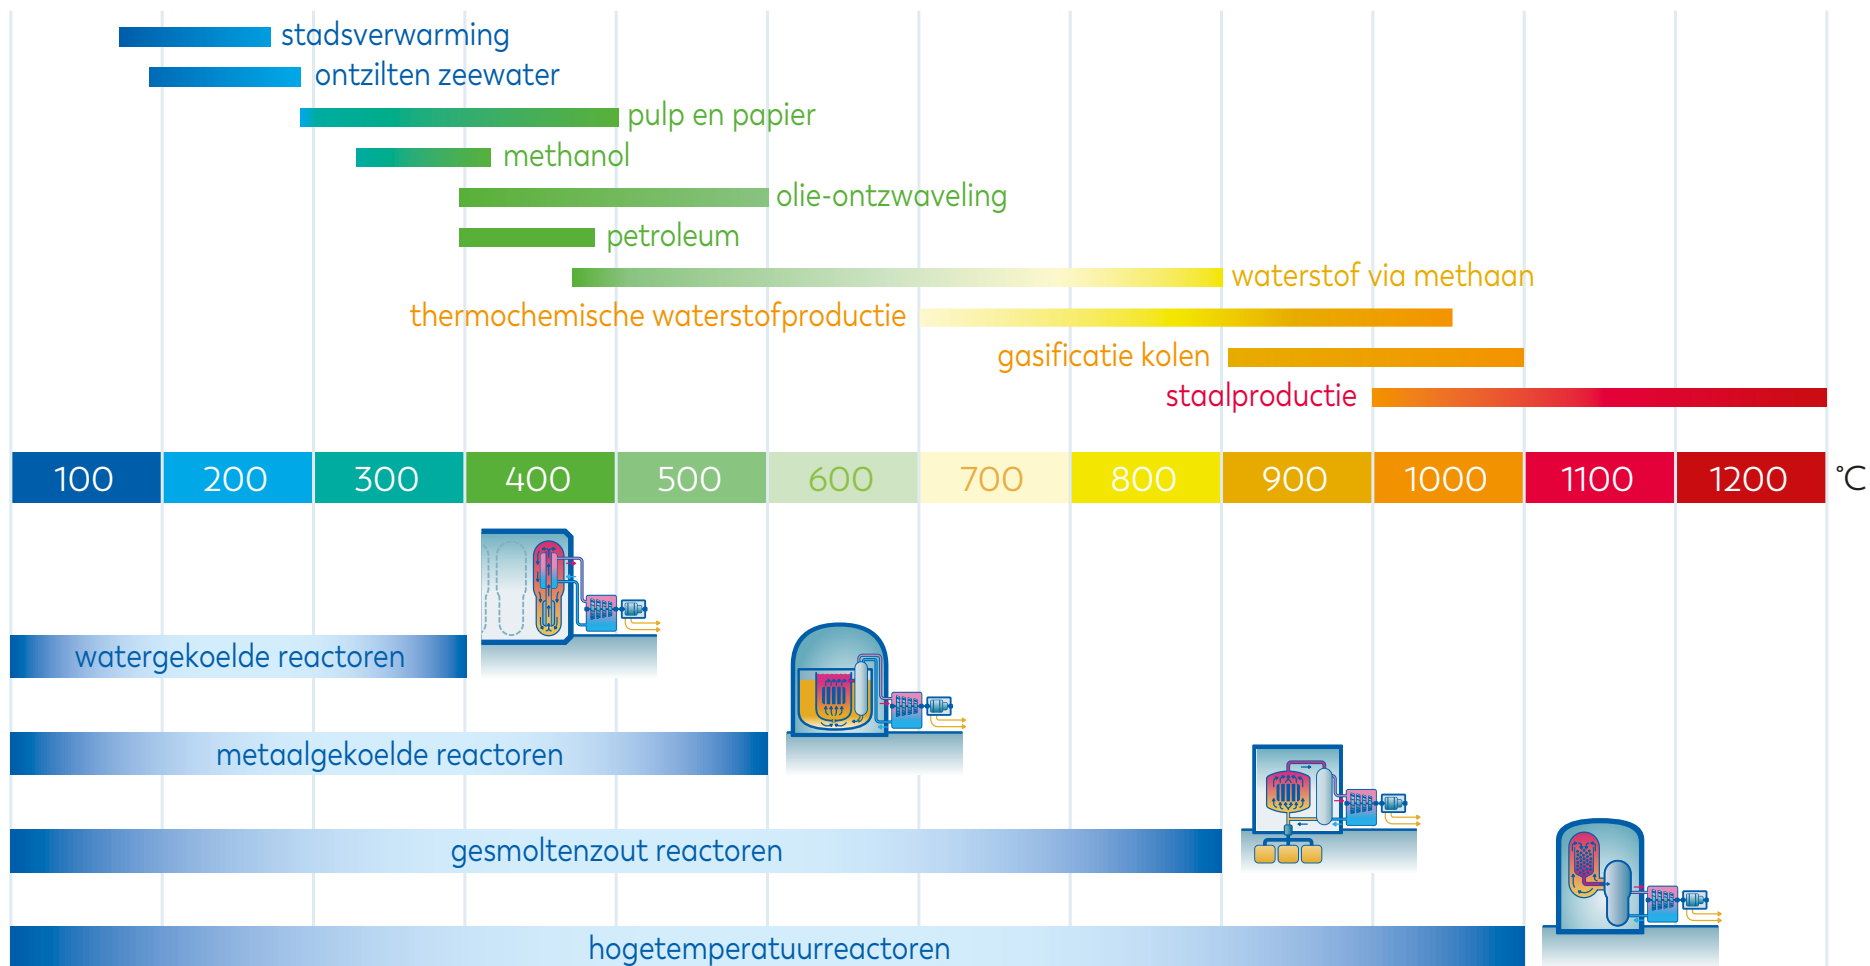 stadsverwarming
ontzilten zeewater
pulp en papier
methanol
olie-ontzwaveling
petroleum
waterstof via methaan
thermochemische waterstofproductie
gasificatie kolen
staalproductie
100 200 300 400 500 600 700 800 900 1000 1100 1200 °C
watergekoelde reactoren
metaalgekoelde reactoren
gesmoltenzout reactoren
hogetemperatuurreactoren